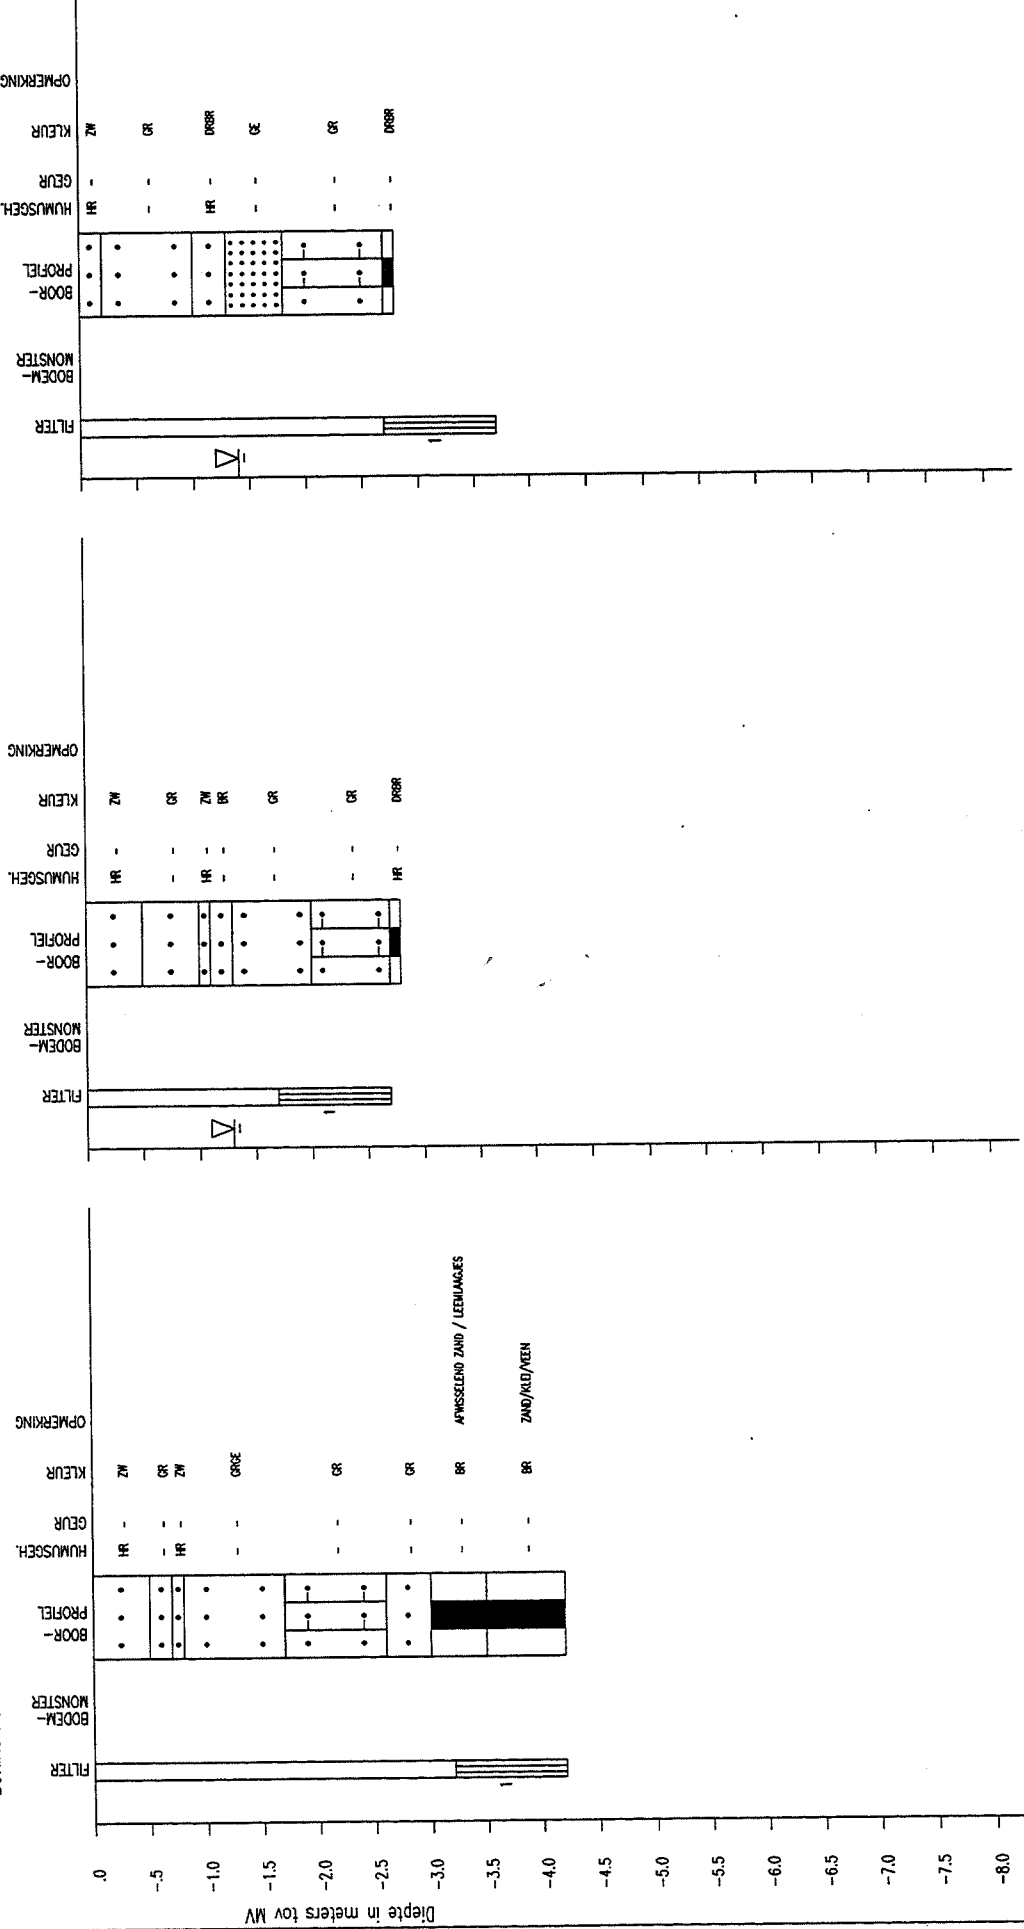 Diepte in meters tov MV
.0
-.5
-1.0
-1.5
-2.0
-2.5
-3.0
-3.5
-4.0
-4.5
-5.0
-5.5
-6.0
-6.5
-7.0
-7.5
-8.0
FILTER
BODEM-
MONSTER
BOOR-
PROFIEL
HUMUSGEH.
GEUR
KLEUR
OPMERKING
1
HR - ZW
- - GR
HR - ZW
- - GRGE
- - GR
- - GR
- - BR AFWISSELEND ZAND / LEEMLAAGJES
- - BR ZAND/KLEI/VEEN
FILTER
BODEM-
MONSTER
BOOR-
PROFIEL
HUMUSGEH.
GEUR
KLEUR
OPMERKING
1
HR - ZW
- - GR
HR - ZW
- - BR
- - GR
- - GR
HR - DRBR
FILTER
BODEM-
MONSTER
BOOR-
PROFIEL
HUMUSGEH.
GEUR
KLEUR
OPMERKING
1
HR - ZW
- - GR
HR - DRBR
- - GE
- - GR
- - DRBR